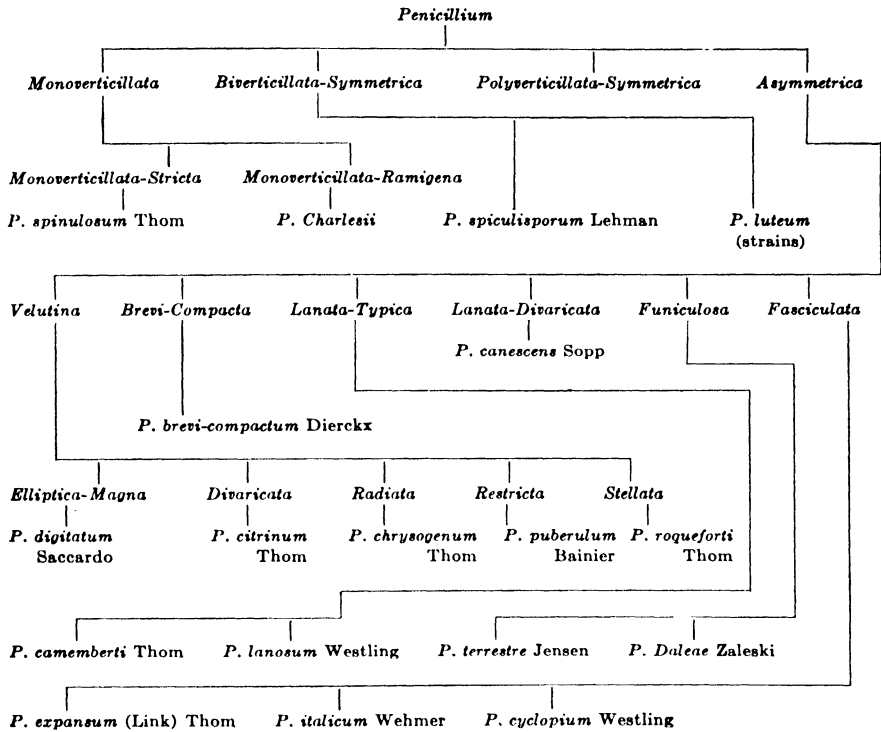 Penicillium
Monoverticillata Biverticillata-Symmetrica Polyverticillata-Symmetrica Asymmetrica
Monoverticillata-Stricta Monoverticillata-Ramigena
P. spinulosum Thom P. Charlesii P. spiculisporum Lehman P. luteum
(strains)
Velutina Brevi-Compacta Lanata-Typica Lanata-Divaricata Funiculosa Fasciculata
P. canescens Sopp
P. brevi-compactum Dierckx
Elliptica-Magna Divaricata Radiata Restricta Stellata
P. digitatum P. citrinum P. chrysogenum P. puberulum P. roqueforti
Saccardo Thom Thom Bainier Thom
P. camemberti Thom P. lanosum Westling P. terrestre Jensen P. Daleae Zaleski
P. expansum (Link) Thom P. italicum Wehmer P. cyclopium Westling